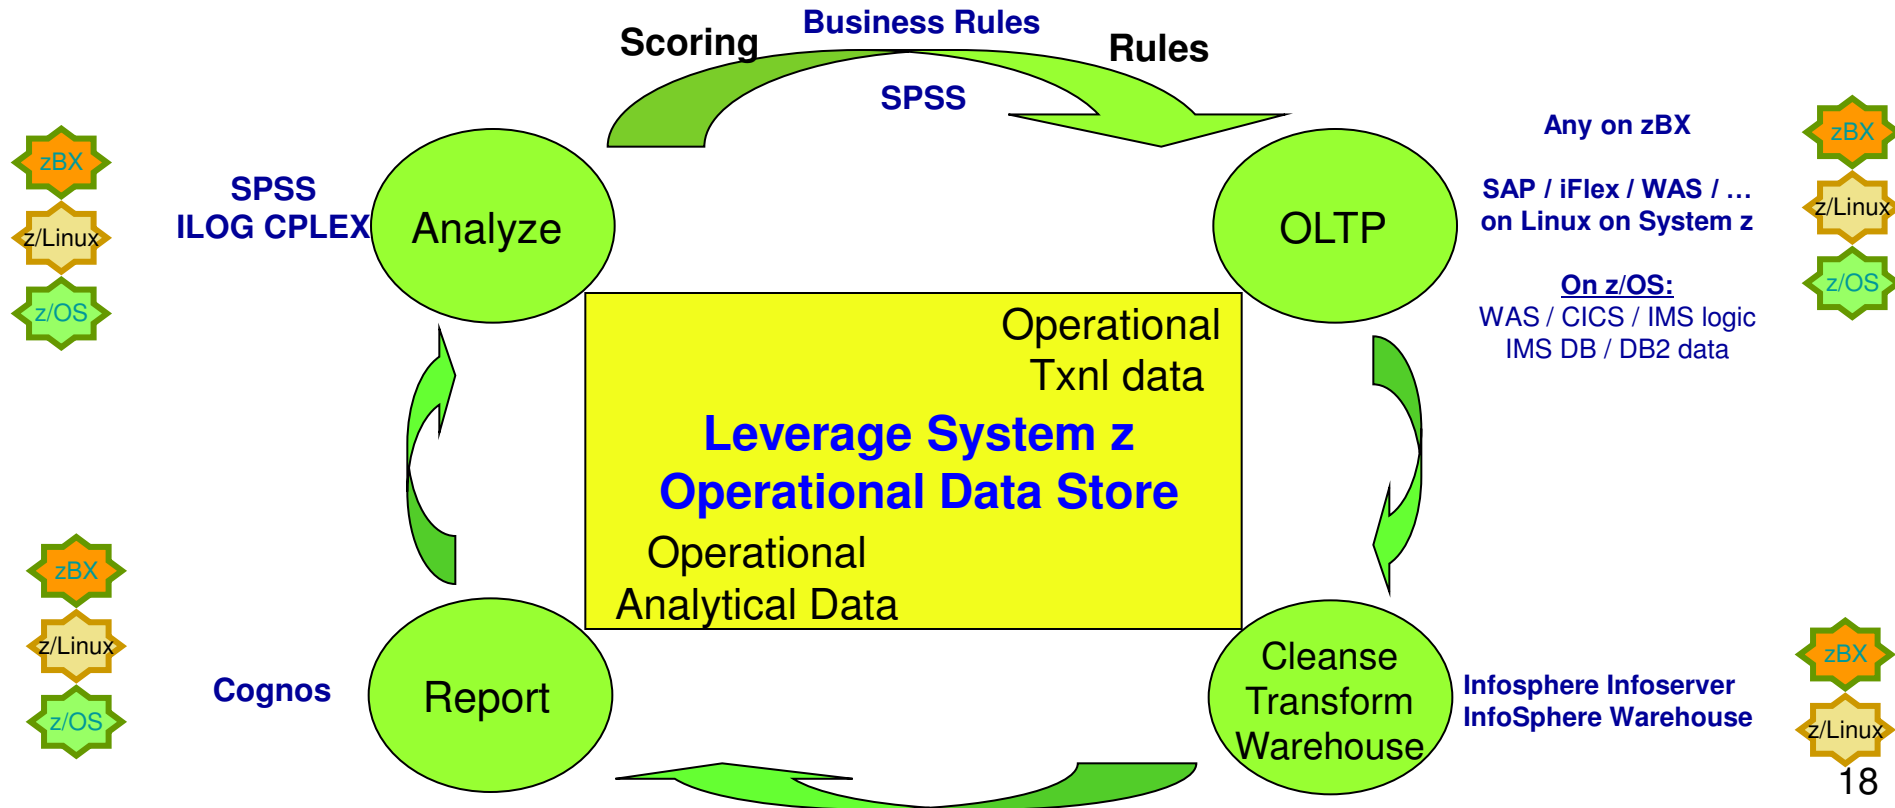 Business Rules
Scoring
Rules
SPSS
zBX
z/Linux
z/OS
SPSS
ILOG CPLEX
Analyze
OLTP
Any on zBX
SAP / iFlex / WAS / …
on Linux on System z
On z/OS:
WAS / CICS / IMS logic
IMS DB / DB2 data
zBX
z/Linux
z/OS
Operational
Txnl data
Leverage System z
Operational Data Store
Operational
Analytical Data
zBX
z/Linux
z/OS
Cognos
Report
Cleanse
Transform
Warehouse
Infosphere Infoserver
InfoSphere Warehouse
zBX
z/Linux
18